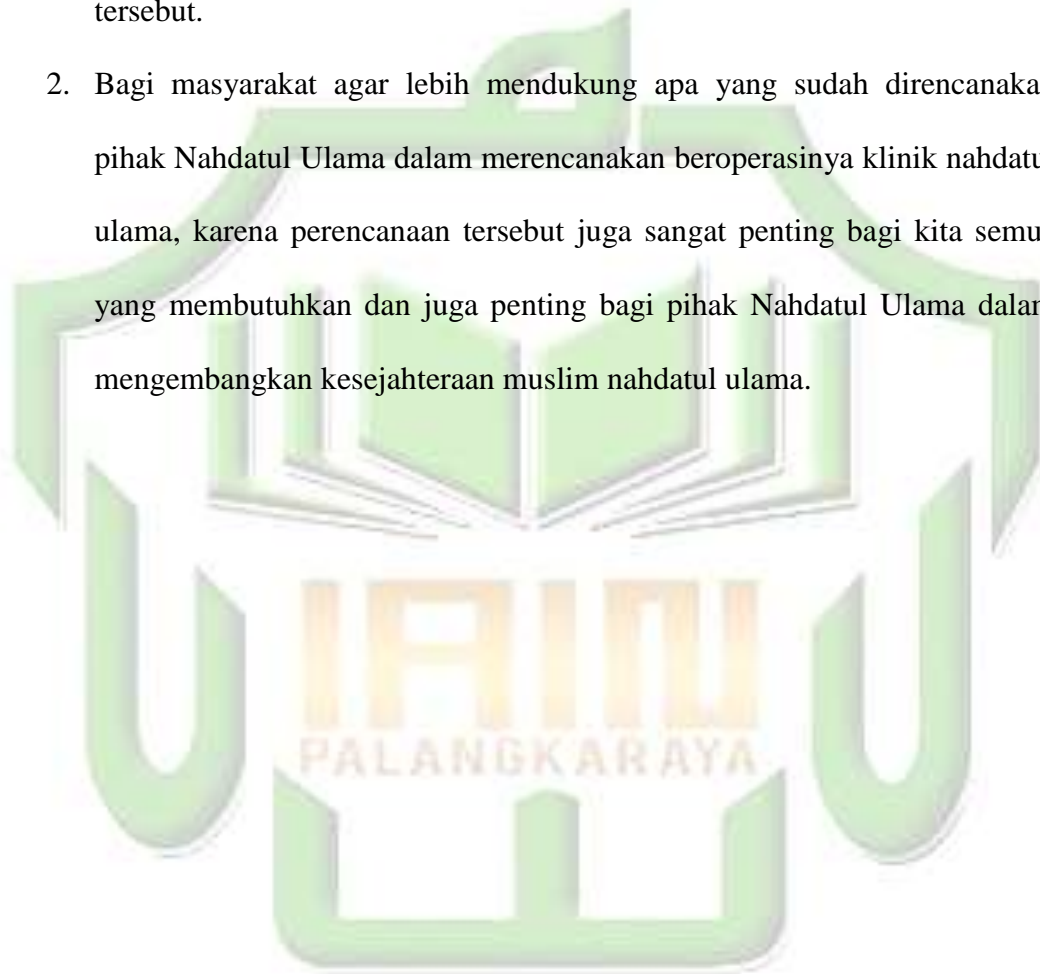 tersebut.
2. Bagi masyarakat agar lebih mendukung apa yang sudah direncanaka
pihak Nahdatul Ulama dalam merencanakan beroperasinya klinik nahdatu
ulama, karena perencanaan tersebut juga sangat penting bagi kita semu
yang membutuhkan dan juga penting bagi pihak Nahdatul Ulama dalan
mengembangkan kesejahteraan muslim nahdatul ulama.
IAIN
PALANGKARAYA